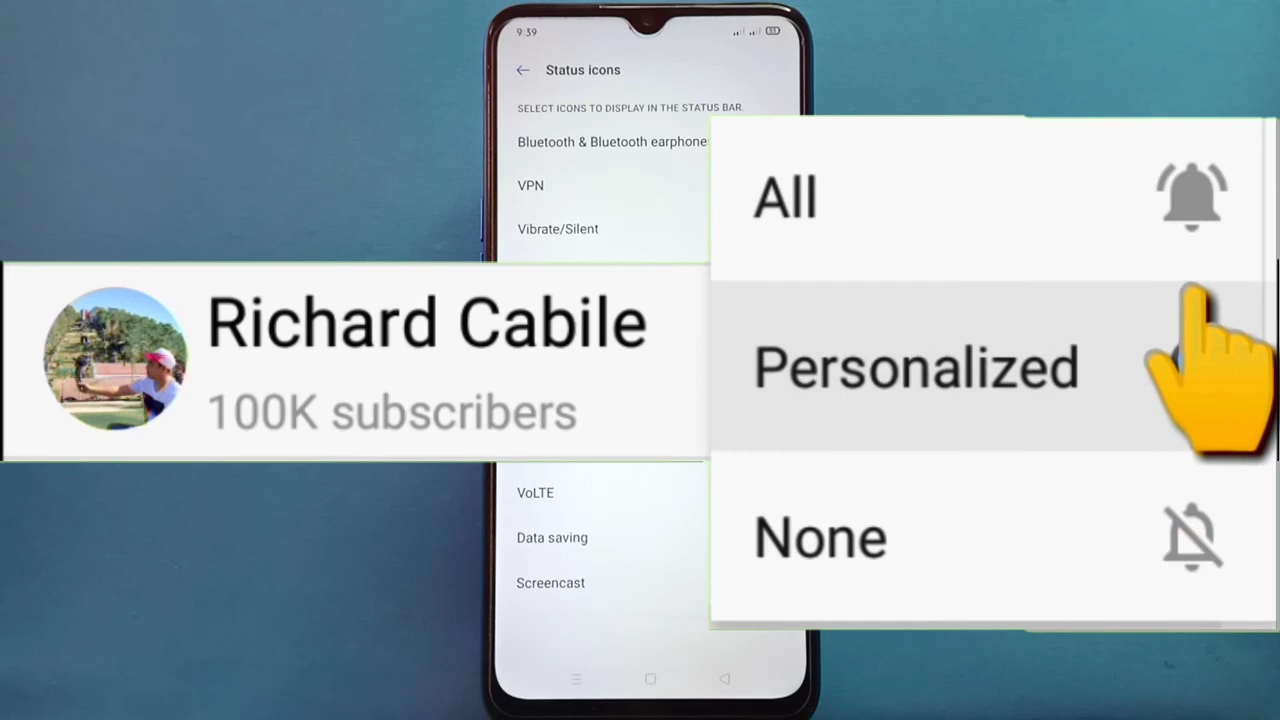 9:39
83
Status icons
SELECT ICONS TO DISPLAY IN THE STATUS BAR.
Bluetooth & Bluetooth earphone
VPN
Vibrate/Silent
Richard Cabile
100K subscribers
All
Personalized
None
VoLTE
Data saving
Screencast